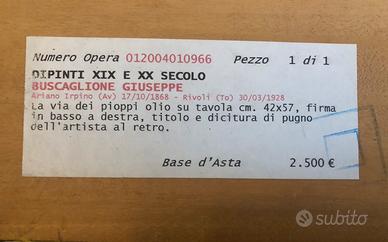 Numero Opera 012004010966 Pezzo 1 di 1
DIPINTI XIX E XX SECOLO
BUSCAGLIONE GIUSEPPE
Ariano Irpino (Av) 17/10/1868 - Rivoli (To) 30/03/1928
La via dei pioppi olio su tavola cm. 42x57, firma
in basso a destra, titolo e dicitura di pugno
dell'artista al retro.
Base d'Asta 2.500 €
subito